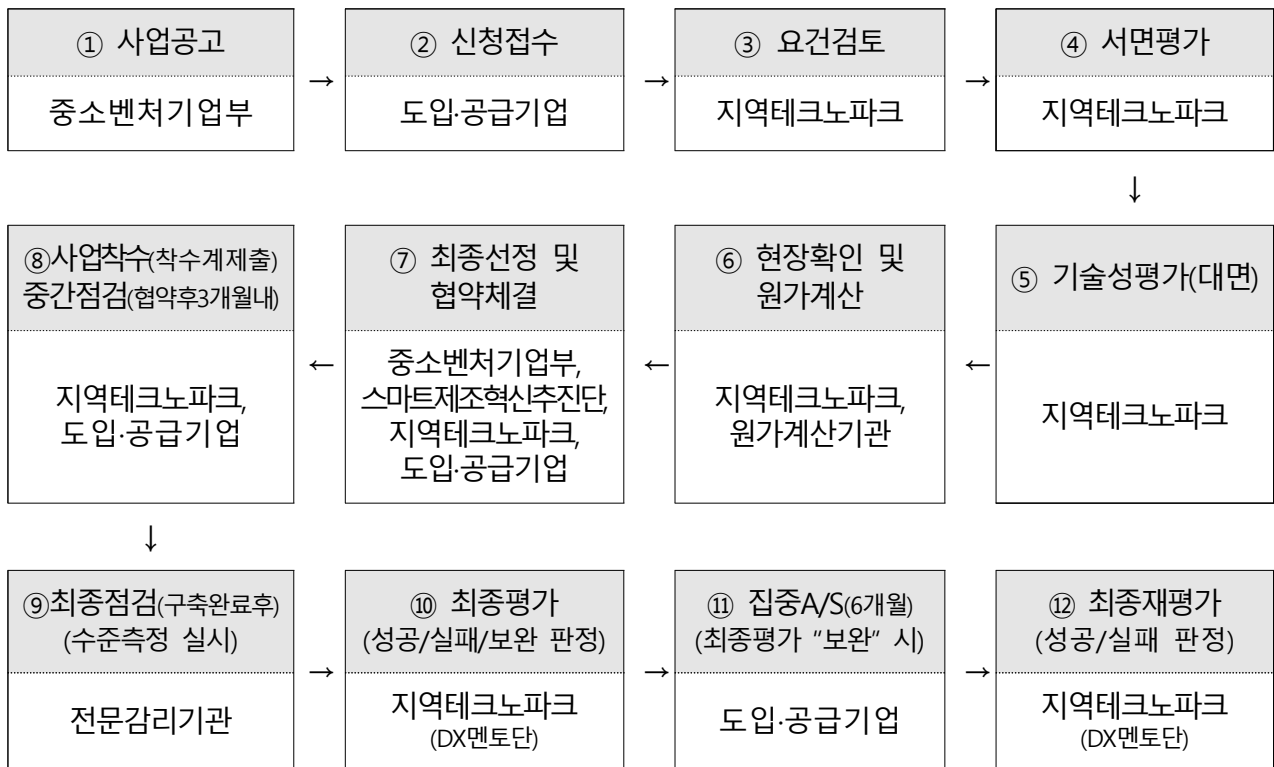 ① 사업공고
중소벤처기업부
→
② 신청접수
도입·공급기업
→
③ 요건검토
지역테크노파크
→
④ 서면평가
지역테크노파크
↓
⑤ 기술성평가(대면)
지역테크노파크
←
⑥ 현장확인 및
원가계산
지역테크노파크,
원가계산기관
←
⑦ 최종선정 및
협약체결
중소벤처기업부,
스마트제조혁신추진단,
지역테크노파크,
도입·공급기업
←
⑧사업착수(착수계제출)
중간점검(협약후3개월내)
지역테크노파크,
도입·공급기업
↓
⑨최종점검(구축완료후)
(수준측정 실시)
전문감리기관
→
⑩ 최종평가
(성공/실패/보완 판정)
지역테크노파크
(DX멘토단)
→
⑪ 집중A/S(6개월)
(최종평가 “보완” 시)
도입·공급기업
→
⑫ 최종재평가
(성공/실패 판정)
지역테크노파크
(DX멘토단)